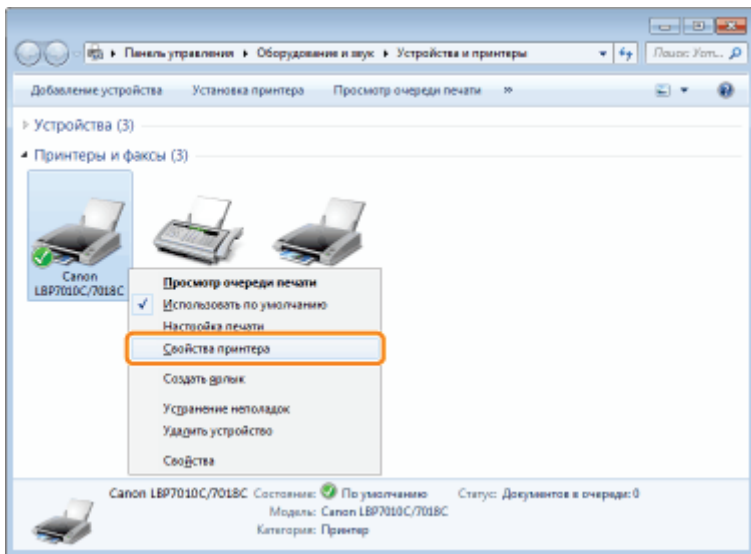 Панель управления ▸ Оборудование и звук ▸ Устройства и принтеры
Поиск: Уст...
Добавление устройства Установка принтера Просмотр очереди печати »
Устройства (3)
Принтеры и факсы (3)
Canon
LBP7010C/7018C
Просмотр очереди печати
Использовать по умолчанию
Настройка печати
Свойства принтера
Создать ярлык
Устранение неполадок
Удалить устройство
Свойства
Canon LBP7010C/7018C Состояние: По умолчанию Статус: Документов в очереди: 0
Модель: Canon LBP7010C/7018C
Категория: Принтер